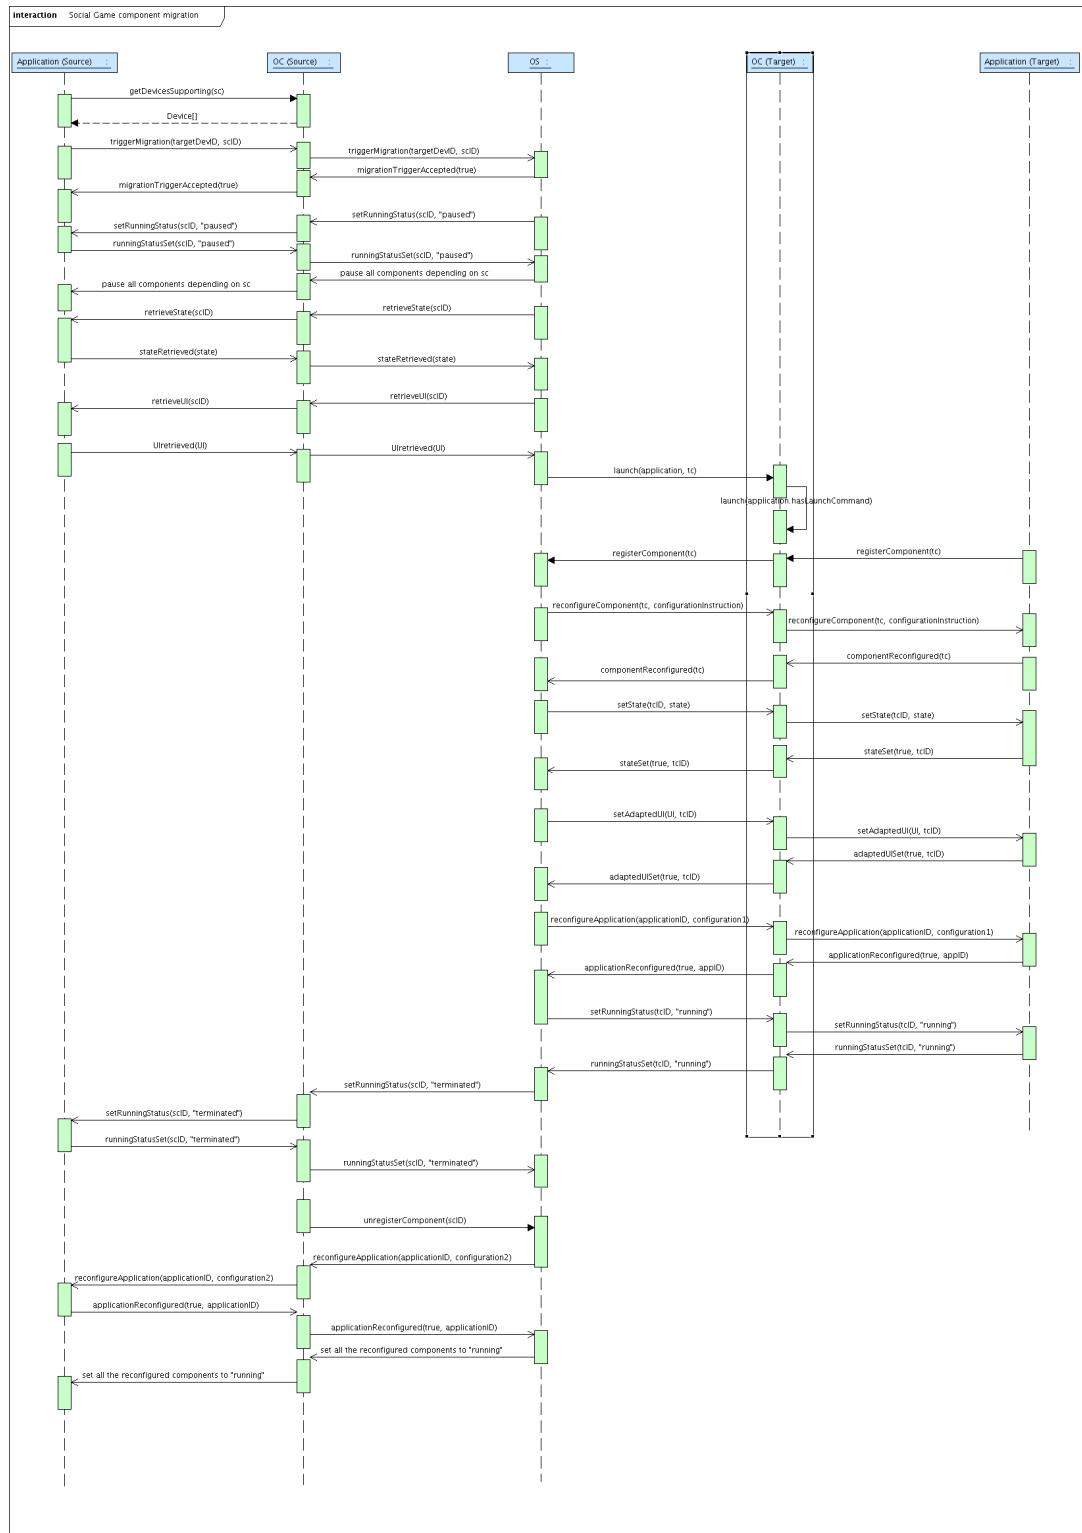 interaction Social Game component migration
Application (Source) :
OC (Source) :
OS :
OC (Target) :
Application (Target) :
getDevicesSupporting(sc)
Device[]
triggerMigration(targetDevID, scID)
triggerMigration(targetDevID, scID)
migrationTriggerAccepted(true)
migrationTriggerAccepted(true)
setRunningStatus(scID, "paused")
setRunningStatus(scID, "paused")
runningStatusSet(scID, "paused")
runningStatusSet(scID, "paused")
pause all components depending on sc
pause all components depending on sc
retrieveState(scID)
retrieveState(scID)
stateRetrieved(state)
stateRetrieved(state)
retrieveUI(scID)
retrieveUI(scID)
UIretrieved(UI)
UIretrieved(UI)
launch(application, tc)
launch(application.hasLaunchCommand)
registerComponent(tc)
registerComponent(tc)
reconfigureComponent(tc, configurationInstruction)
reconfigureComponent(tc, configurationInstruction)
componentReconfigured(tc)
componentReconfigured(tc)
setState(tcID, state)
setState(tcID, state)
stateSet(true, tcID)
stateSet(true, tcID)
setAdaptedUI(UI, tcID)
setAdaptedUI(UI, tcID)
adaptedUISet(true, tcID)
adaptedUISet(true, tcID)
reconfigureApplication(applicationID, configuration1)
reconfigureApplication(applicationID, configuration1)
applicationReconfigured(true, appID)
applicationReconfigured(true, appID)
setRunningStatus(tcID, "running")
setRunningStatus(tcID, "running")
runningStatusSet(tcID, "running")
runningStatusSet(tcID, "running")
setRunningStatus(scID, "terminated")
setRunningStatus(scID, "terminated")
runningStatusSet(scID, "terminated")
runningStatusSet(scID, "terminated")
unregisterComponent(scID)
reconfigureApplication(applicationID, configuration2)
reconfigureApplication(applicationID, configuration2)
applicationReconfigured(true, applicationID)
applicationReconfigured(true, applicationID)
set all the reconfigured components to "running"
set all the reconfigured components to "running"